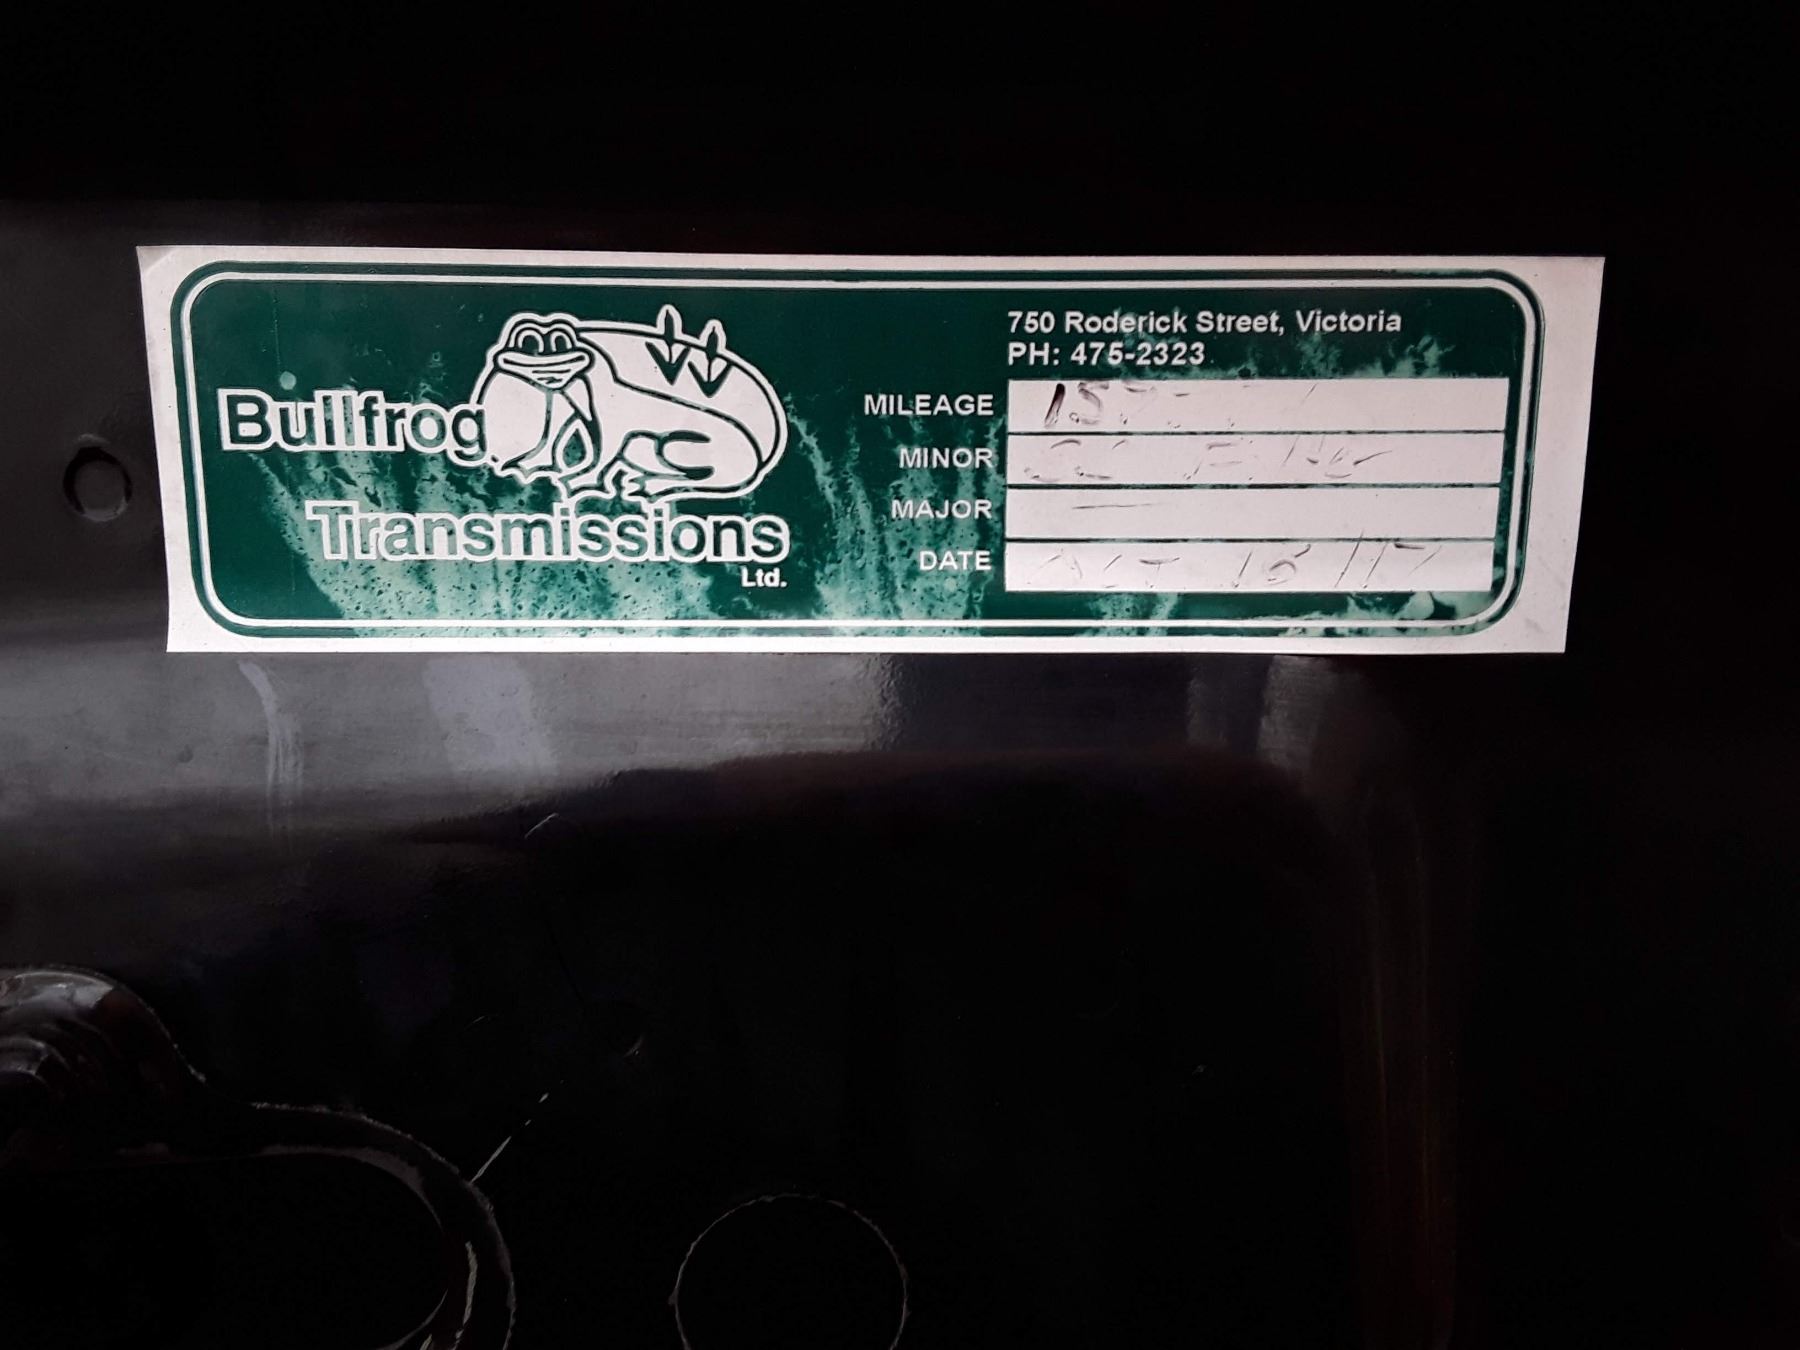 Bullfrog
Transmissions
Ltd.
750 Roderick Street, Victoria
PH: 475-2323
MILEAGE
MINOR
MAJOR
DATE